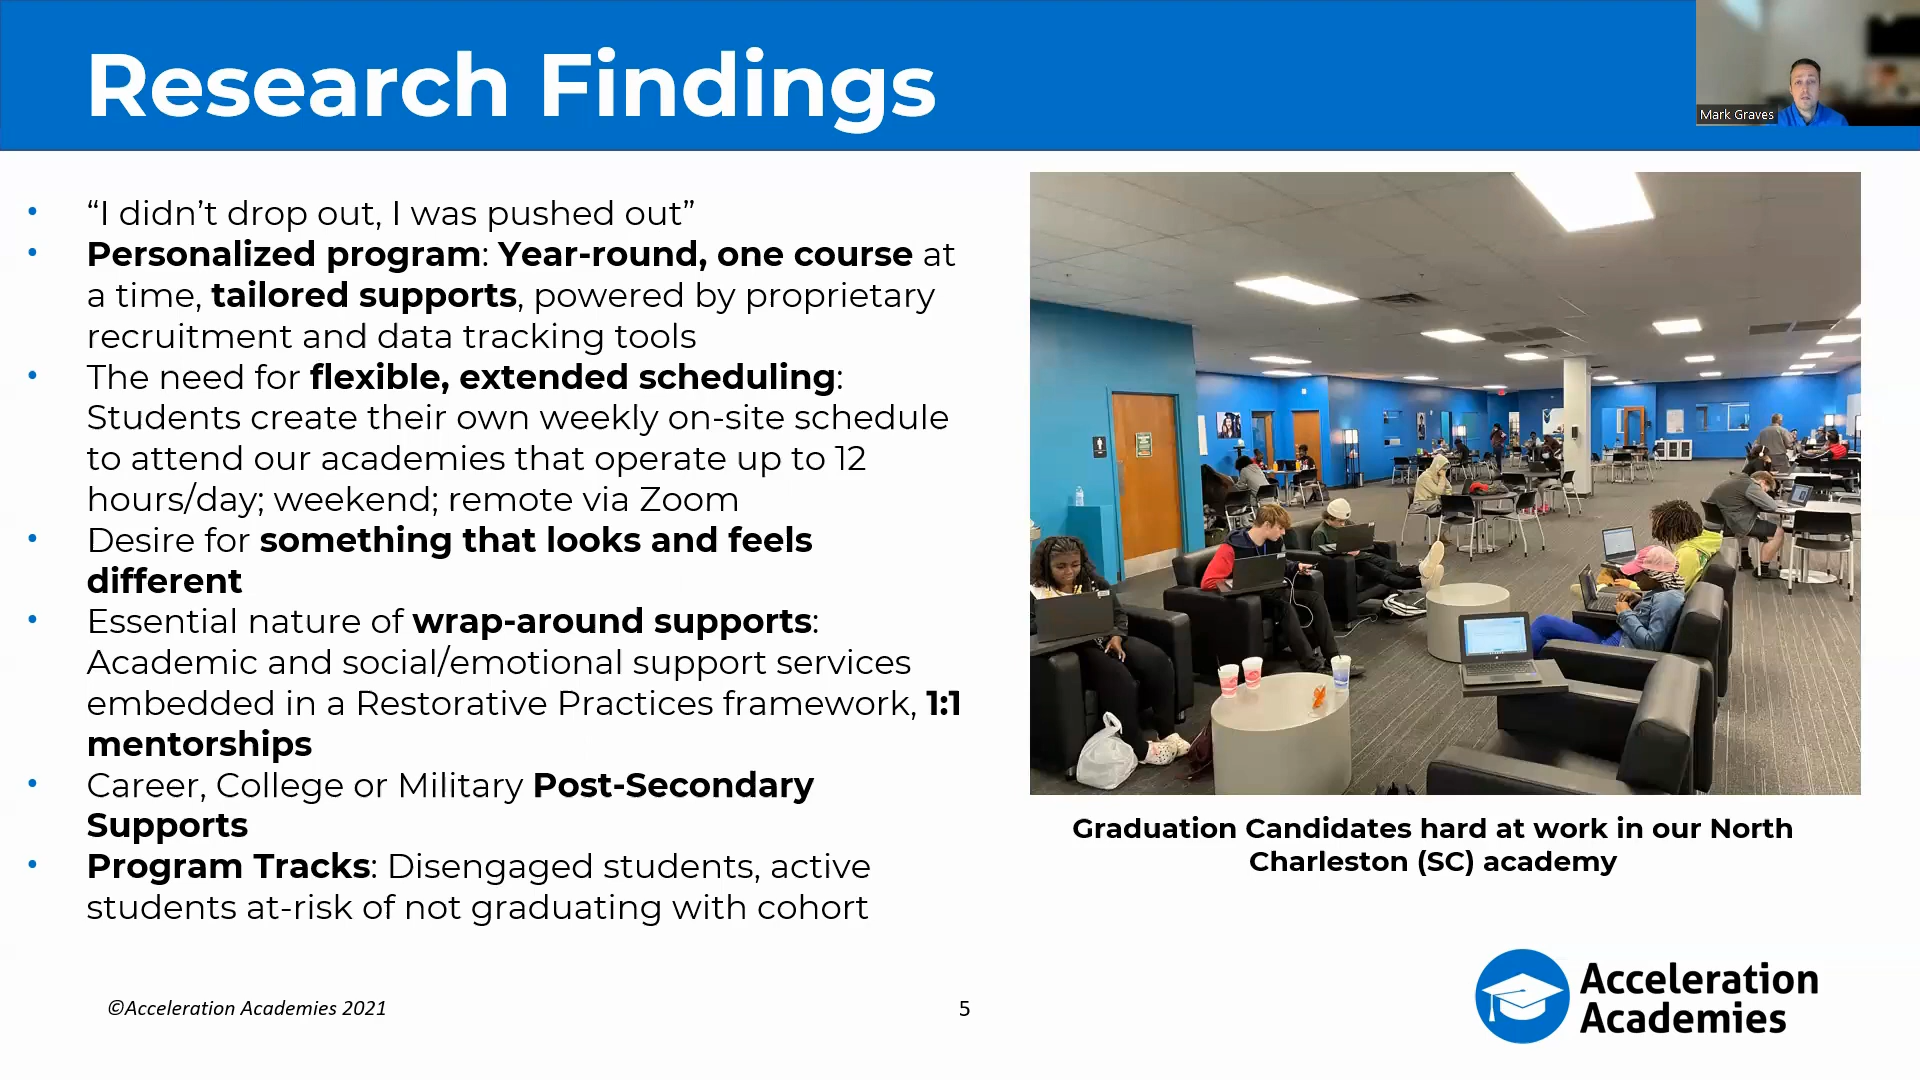 Research Findings
Mark Graves
• “I didn’t drop out, I was pushed out”
• Personalized program: Year-round, one course at
a time, tailored supports, powered by proprietary
recruitment and data tracking tools
• The need for flexible, extended scheduling:
Students create their own weekly on-site schedule
to attend our academies that operate up to 12
hours/day; weekend; remote via Zoom
• Desire for something that looks and feels
different
• Essential nature of wrap-around supports:
Academic and social/emotional support services
embedded in a Restorative Practices framework, 1:1
mentorships
• Career, College or Military Post-Secondary
Supports
• Program Tracks: Disengaged students, active
students at-risk of not graduating with cohort
Graduation Candidates hard at work in our North
Charleston (SC) academy
©Acceleration Academies 2021
5
Acceleration
Academies